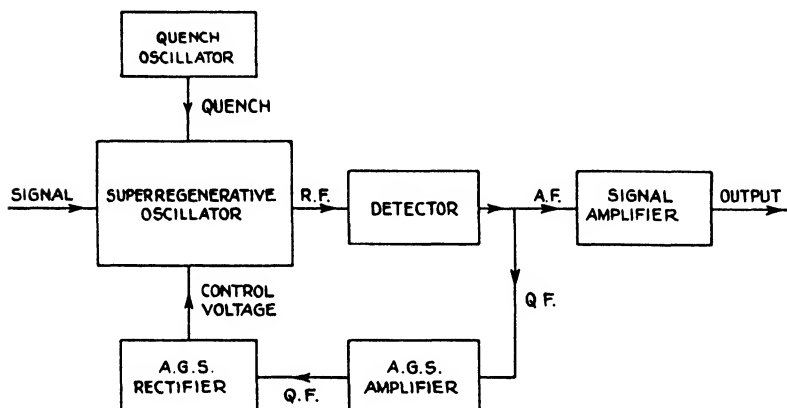 QUENCH
OSCILLATOR
QUENCH
SIGNAL
SUPERREGENERATIVE
OSCILLATOR
R.F.
DETECTOR
A.F.
SIGNAL
AMPLIFIER
OUTPUT
Q.F.
CONTROL
VOLTAGE
A.G.S.
RECTIFIER
Q.F.
A.G.S.
AMPLIFIER